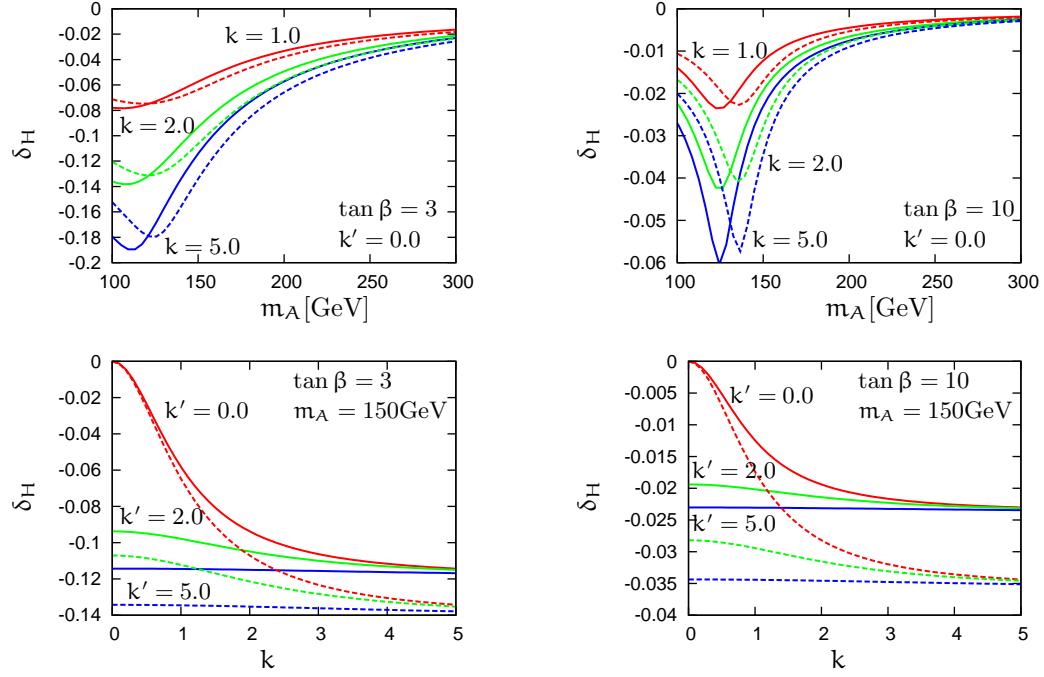 0
-0.02
-0.04
-0.06
-0.08
-0.1
-0.12
-0.14
-0.16
-0.18
-0.2
δH
k = 1.0
k = 2.0
k = 5.0
tan β = 3
k′ = 0.0
100 150 200 250 300
mA[GeV]
0
-0.01
-0.02
-0.03
-0.04
-0.05
-0.06
δH
k = 1.0
k = 2.0
k = 5.0
tan β = 10
k′ = 0.0
100 150 200 250 300
mA[GeV]
0
-0.02
-0.04
-0.06
-0.08
-0.1
-0.12
-0.14
δH
k′ = 0.0
k′ = 2.0
k′ = 5.0
tan β = 3
mA = 150GeV
0 1 2 3 4 5
k
0
-0.005
-0.01
-0.015
-0.02
-0.025
-0.03
-0.035
-0.04
δH
k′ = 0.0
k′ = 2.0
k′ = 5.0
tan β = 10
mA = 150GeV
0 1 2 3 4 5
k